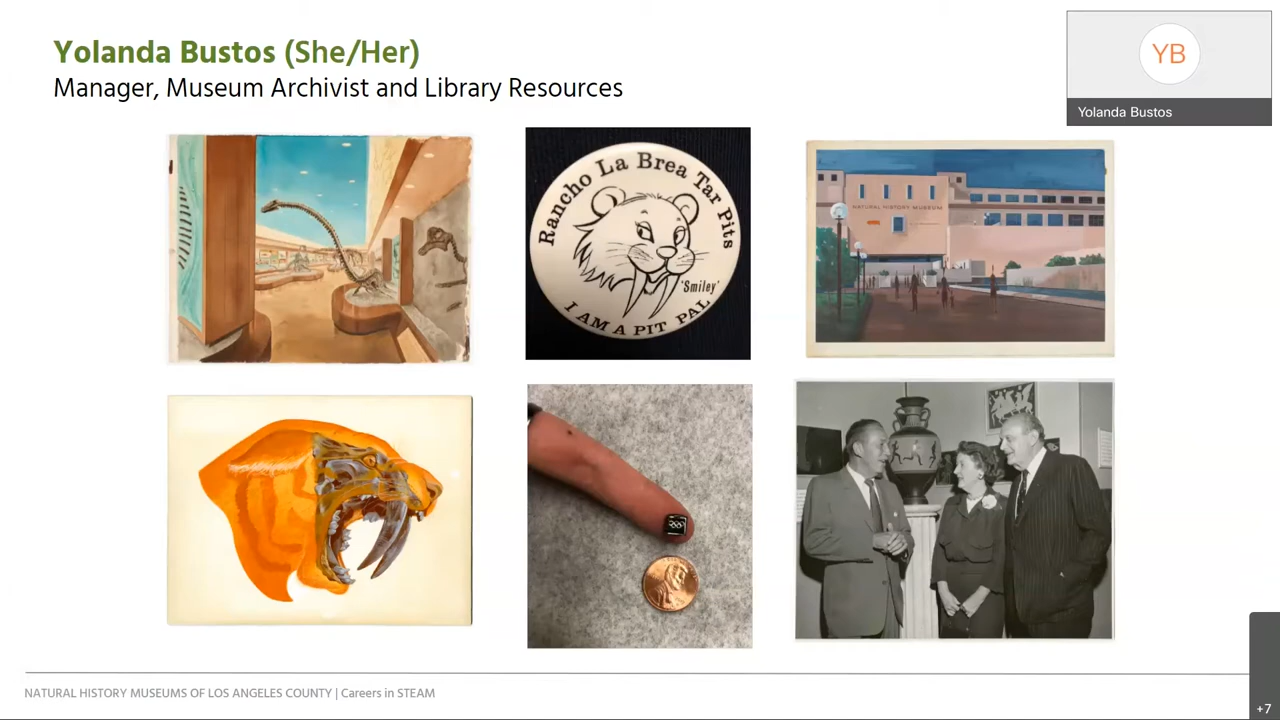 Yolanda Bustos (She/Her)
Manager, Museum Archivist and Library Resources
YB
Yolanda Bustos
Rancho La Brea Tar Pits
'Smiley'
I AM A PIT PAL
NATURAL HISTORY MUSEUM
NATURAL HISTORY MUSEUMS OF LOS ANGELES COUNTY | Careers in STEAM
+7